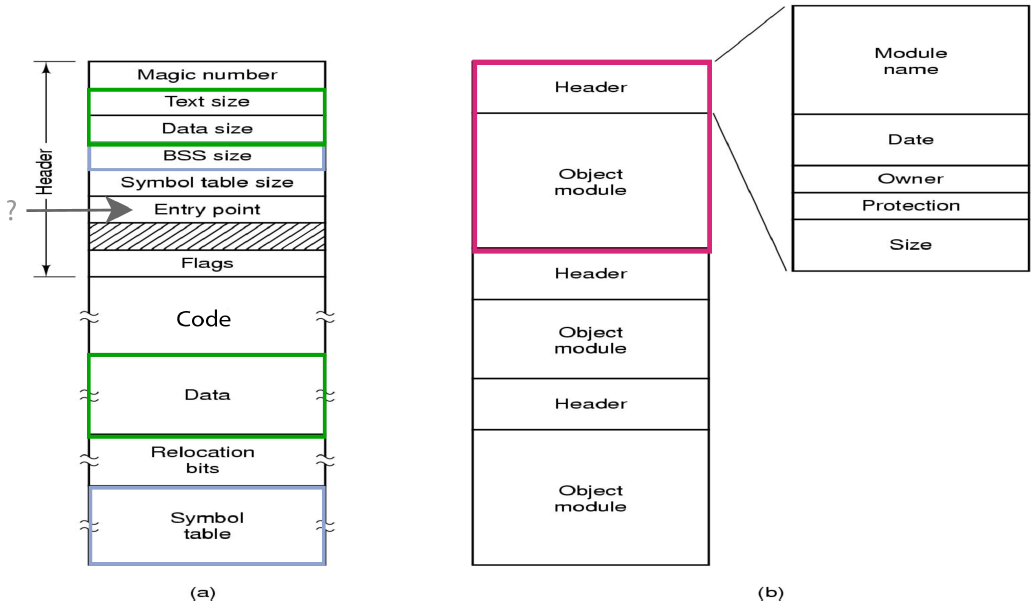 Magic number
Text size
Data size
BSS size
Symbol table size
Entry point
Flags
Header
?
Code
Data
Relocation
bits
Symbol
table
(a)
Header
Object
module
Header
Object
module
Header
Object
module
Module
name
Date
Owner
Protection
Size
(b)